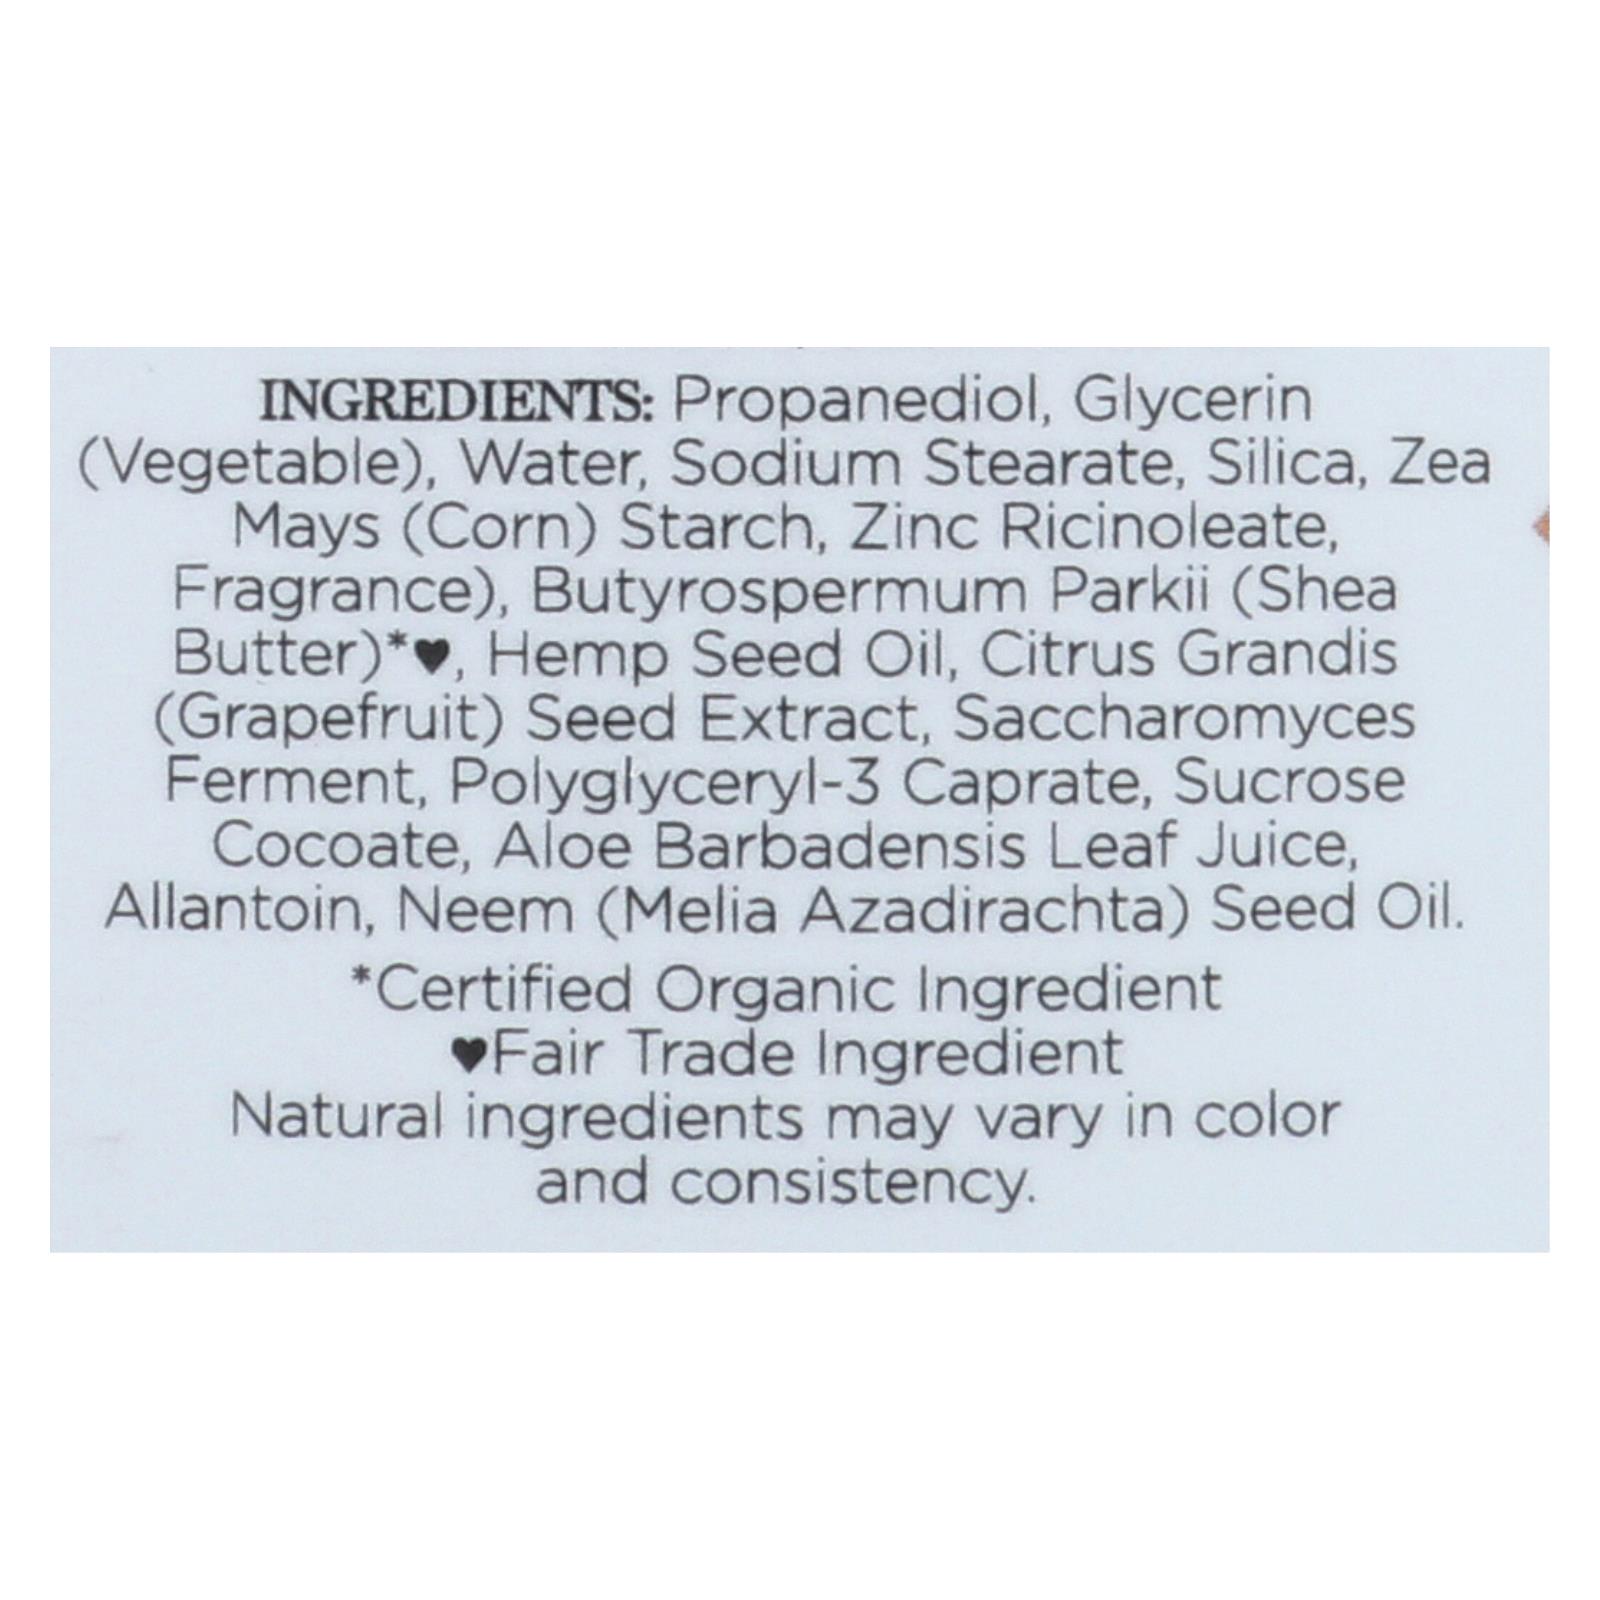 INGREDIENTS: Propanediol, Glycerin
(Vegetable), Water, Sodium Stearate, Silica, Zea
Mays (Corn) Starch, Zinc Ricinoleate,
Fragrance), Butyrospermum Parkii (Shea
Butter)*♥, Hemp Seed Oil, Citrus Grandis
(Grapefruit) Seed Extract, Saccharomyces
Ferment, Polyglyceryl-3 Caprate, Sucrose
Cocoate, Aloe Barbadensis Leaf Juice,
Allantoin, Neem (Melia Azadirachta) Seed Oil.
*Certified Organic Ingredient
♥Fair Trade Ingredient
Natural ingredients may vary in color
and consistency.